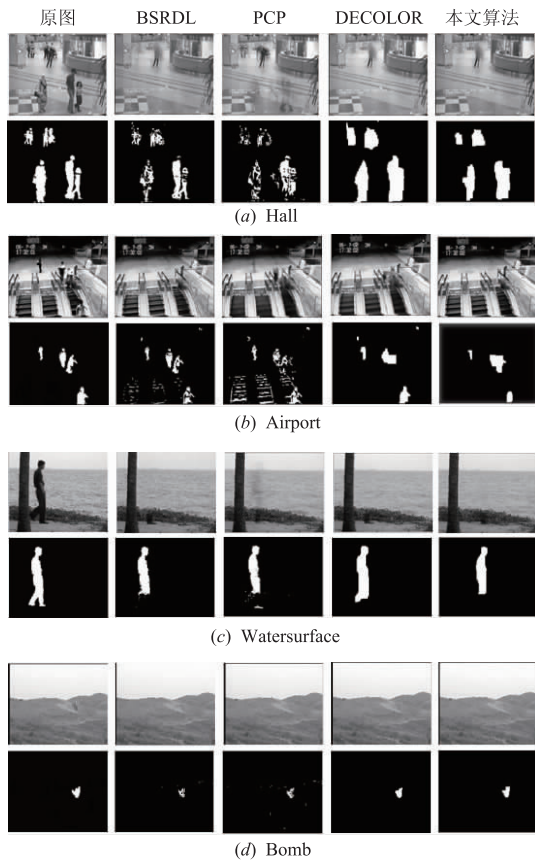 原图 BSRDL PCP DECOLOR 本文算法
(a) Hall
(b) Airport
(c) Watersurface
(d) Bomb